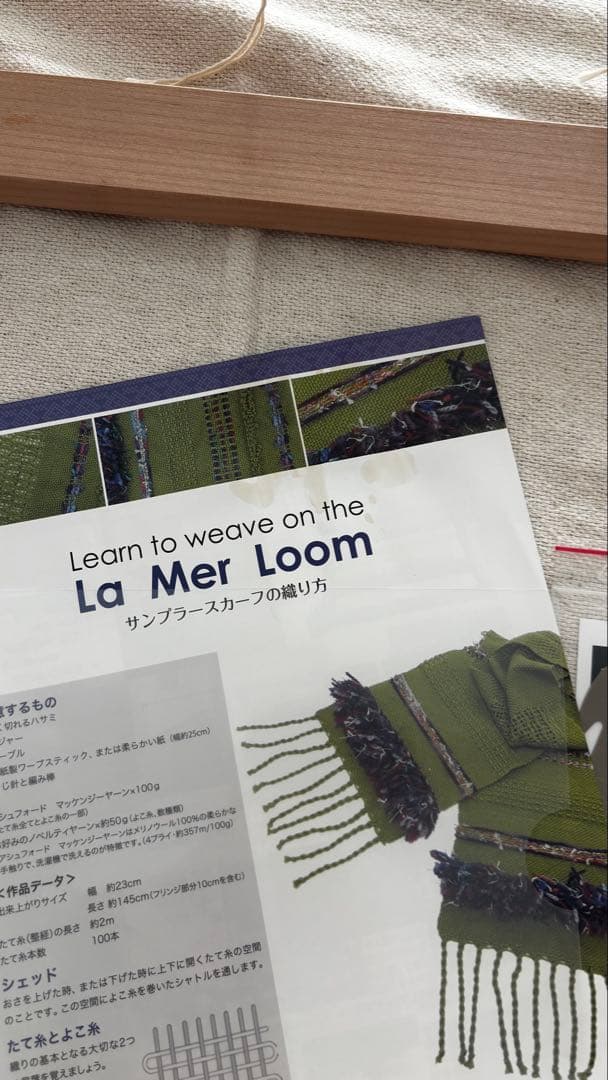 Learn to weave on the
La Mer Loom
サンプラースカーフの織り方
意するもの
切れるハサミ
ジャー
ーブル
紙製ワープスティック、または柔らかい紙（幅約25cm）
じ針と編み棒
シュフォード マッケンジーヤーン×100g
たて糸全てとよこ糸の一部）
好みのノベルティヤーン×約50g（よこ糸、数種類）
アシュフォード マッケンジーヤーンはメリノウール100%の柔らかな
手触りで、洗濯機で洗えるのが特徴です。（4プライ・約357m/100g）
＜作品データ＞
出来上がりサイズ 幅 約23cm
長さ 約145cm（フリンジ部分10cmを含む）
たて糸（整経）の長さ 約2m
たて糸本数 100本
シェッド
おさを上げた時、または下げた時に上下に開くたて糸の空間
のことです。この空間によこ糸を巻いたシャトルを通します。
たて糸とよこ糸
織りの基本となる大切な2つ
言葉を覚えましょう。